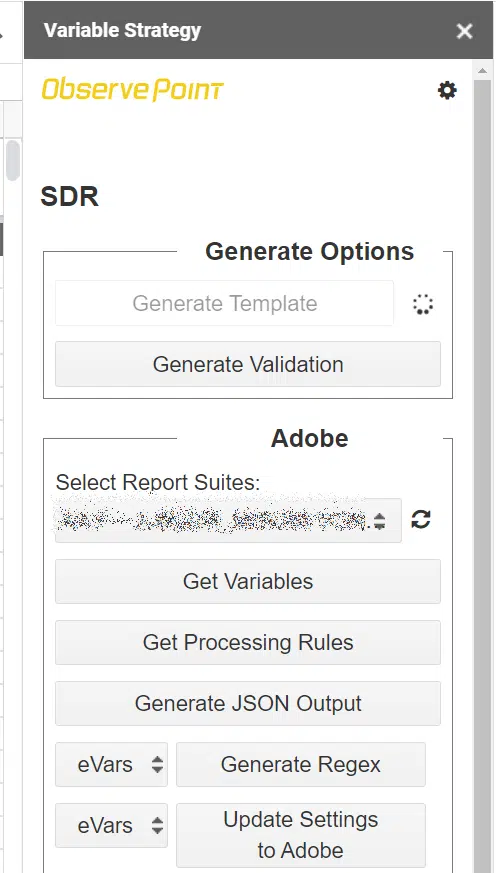 Variable Strategy
ObservePoint
SDR
Generate Options
Generate Template
Generate Validation
Adobe
Select Report Suites:
Get Variables
Get Processing Rules
Generate JSON Output
eVars Generate Regex
eVars Update Settings
to Adobe